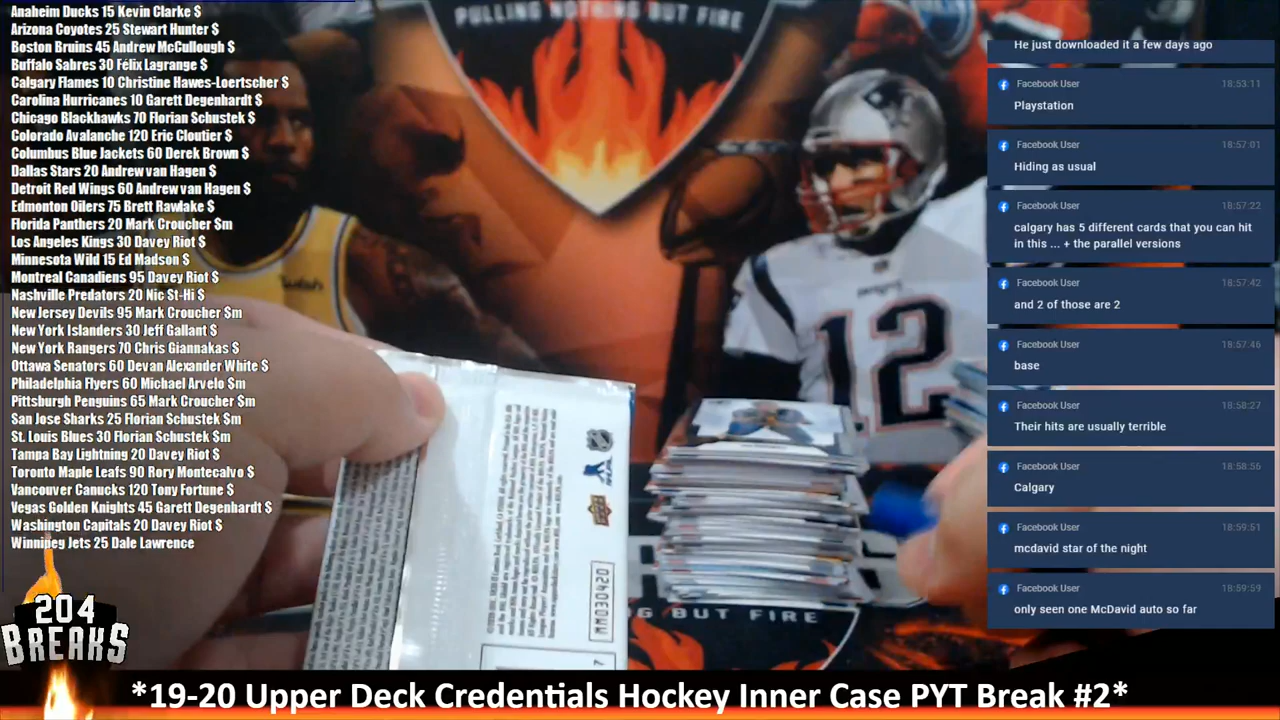 Anaheim Ducks 15 Kevin Clarke $
Arizona Coyotes 25 Stewart Hunter $
Boston Bruins 45 Andrew McCullough $
Buffalo Sabres 30 Felix Lagrange $
Calgary Flames 10 Christine Hawes-Loertscher $
Carolina Hurricanes 10 Garett Degenhardt $
Chicago Blackhawks 70 Florian Schustek $
Colorado Avalanche 120 Eric Cloutier $
Columbus Blue Jackets 60 Derek Brown $
Dallas Stars 20 Andrew van Hagen $
Detroit Red Wings 60 Andrew van Hagen $
Edmonton Oilers 75 Brett Rawlake $
Florida Panthers 20 Mark Croucher $m
Los Angeles Kings 30 Davey Riot $
Minnesota Wild 15 Ed Madson $
Montreal Canadiens 95 Davey Riot $
Nashville Predators 20 Nic St-Hi $
New Jersey Devils 95 Mark Croucher $m
New York Islanders 30 Jeff Gallant $
New York Rangers 70 Chris Giannakas $
Ottawa Senators 60 Devan Alexander White $
Philadelphia Flyers 60 Michael Arvelo $m
Pittsburgh Penguins 65 Mark Croucher $m
San Jose Sharks 25 Florian Schustek $m
St. Louis Blues 30 Florian Schustek $m
Tampa Bay Lightning 20 Davey Riot $
Toronto Maple Leafs 90 Rory Montecalvo $
Vancouver Canucks 120 Tony Fortune $
Vegas Golden Knights 45 Garett Degenhardt $
Washington Capitals 20 Davey Riot $
Winnipeg Jets 25 Dale Lawrence
204
BREAKS
PULLING NOTHING BUT FIRE
wish
12
G BUT FIRE
He just downloaded it a few days ago
Facebook User 18:53:11
Playstation
Facebook User 18:57:01
Hiding as usual
Facebook User 18:57:22
calgary has 5 different cards that you can hit
in this ... + the parallel versions
Facebook User 18:57:42
and 2 of those are 2
Facebook User 18:57:46
base
Facebook User 18:58:27
Their hits are usually terrible
Facebook User 18:58:56
Calgary
Facebook User 18:59:51
mcdavid star of the night
Facebook User 18:59:59
only seen one McDavid auto so far
*19-20 Upper Deck Credentials Hockey Inner Case PYT Break #2*